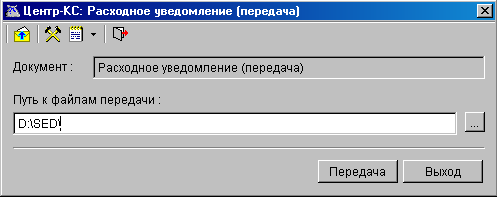 Центр-КС: Расходное уведомление (передача)
Документ : Расходное уведомление (передача)
Путь к файлам передачи :
D:\SED\
...
Передача Выход